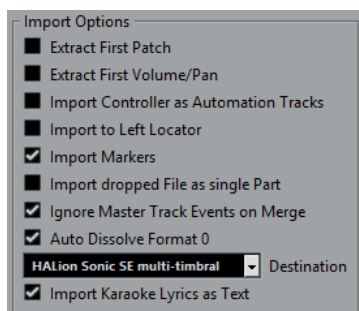 Import Options
Extract First Patch
Extract First Volume/Pan
Import Controller as Automation Tracks
Import to Left Locator
Import Markers
Import dropped File as single Part
Ignore Master Track Events on Merge
Auto Dissolve Format 0
HALion Sonic SE multi-timbral Destination
Import Karaoke Lyrics as Text